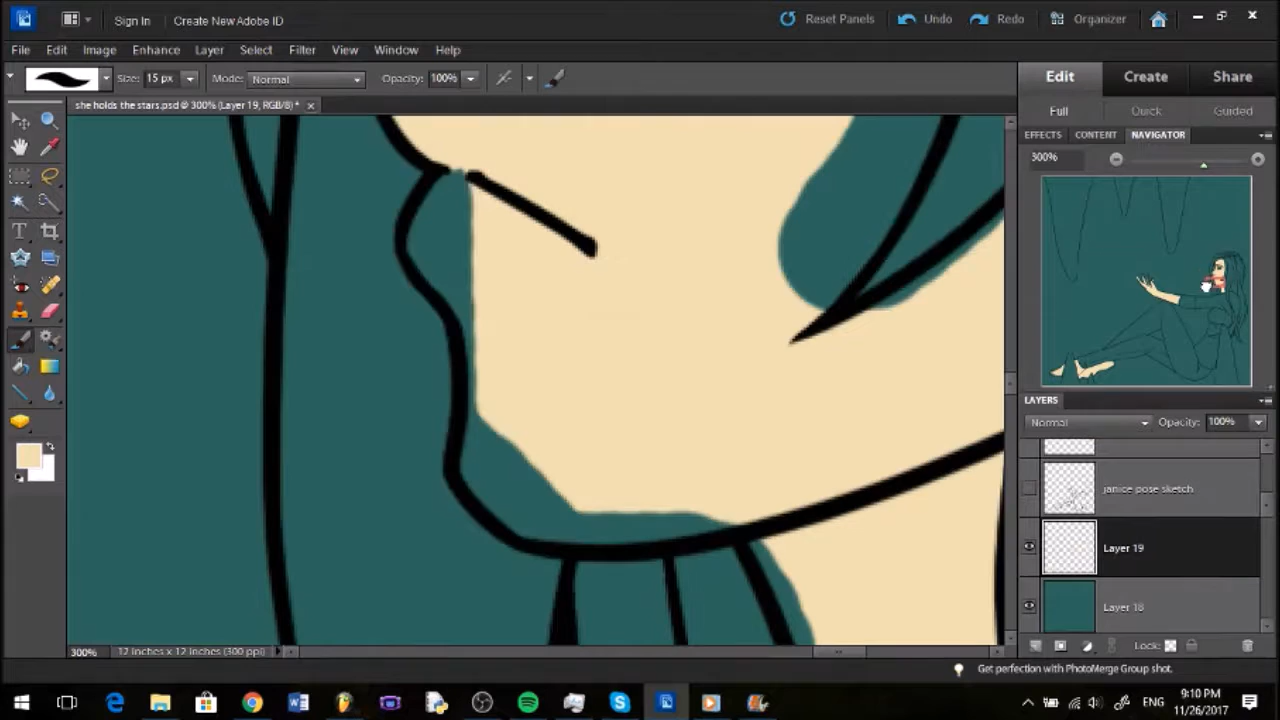 Sign In Create New Adobe ID Reset Panels Undo Redo Organizer
File Edit Image Enhance Layer Select Filter View Window Help
Size: 15 px Mode: Normal Opacity: 100%
Edit Create Share
she holds the stars.psd @ 300% (Layer 19, RGB/8) *
Full Quick Guided
EFFECTS CONTENT NAVIGATOR
300%
LAYERS
Normal Opacity: 100%
janice pose sketch
Layer 19
Layer 18
Lock:
300% 12 inches x 12 inches (300 ppi)
Get perfection with PhotoMerge Group shot.
ENG
9:10 PM
11/26/2017